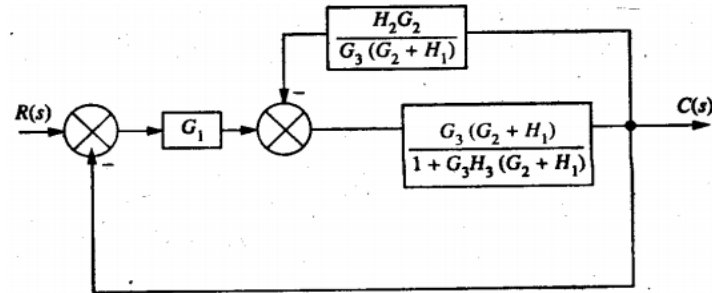 H₂G₂
G₃ (G₂ + H₁)
R(s)
G₁
C(s)
G₃ (G₂ + H₁)
1 + G₃H₃ (G₂ + H₁)